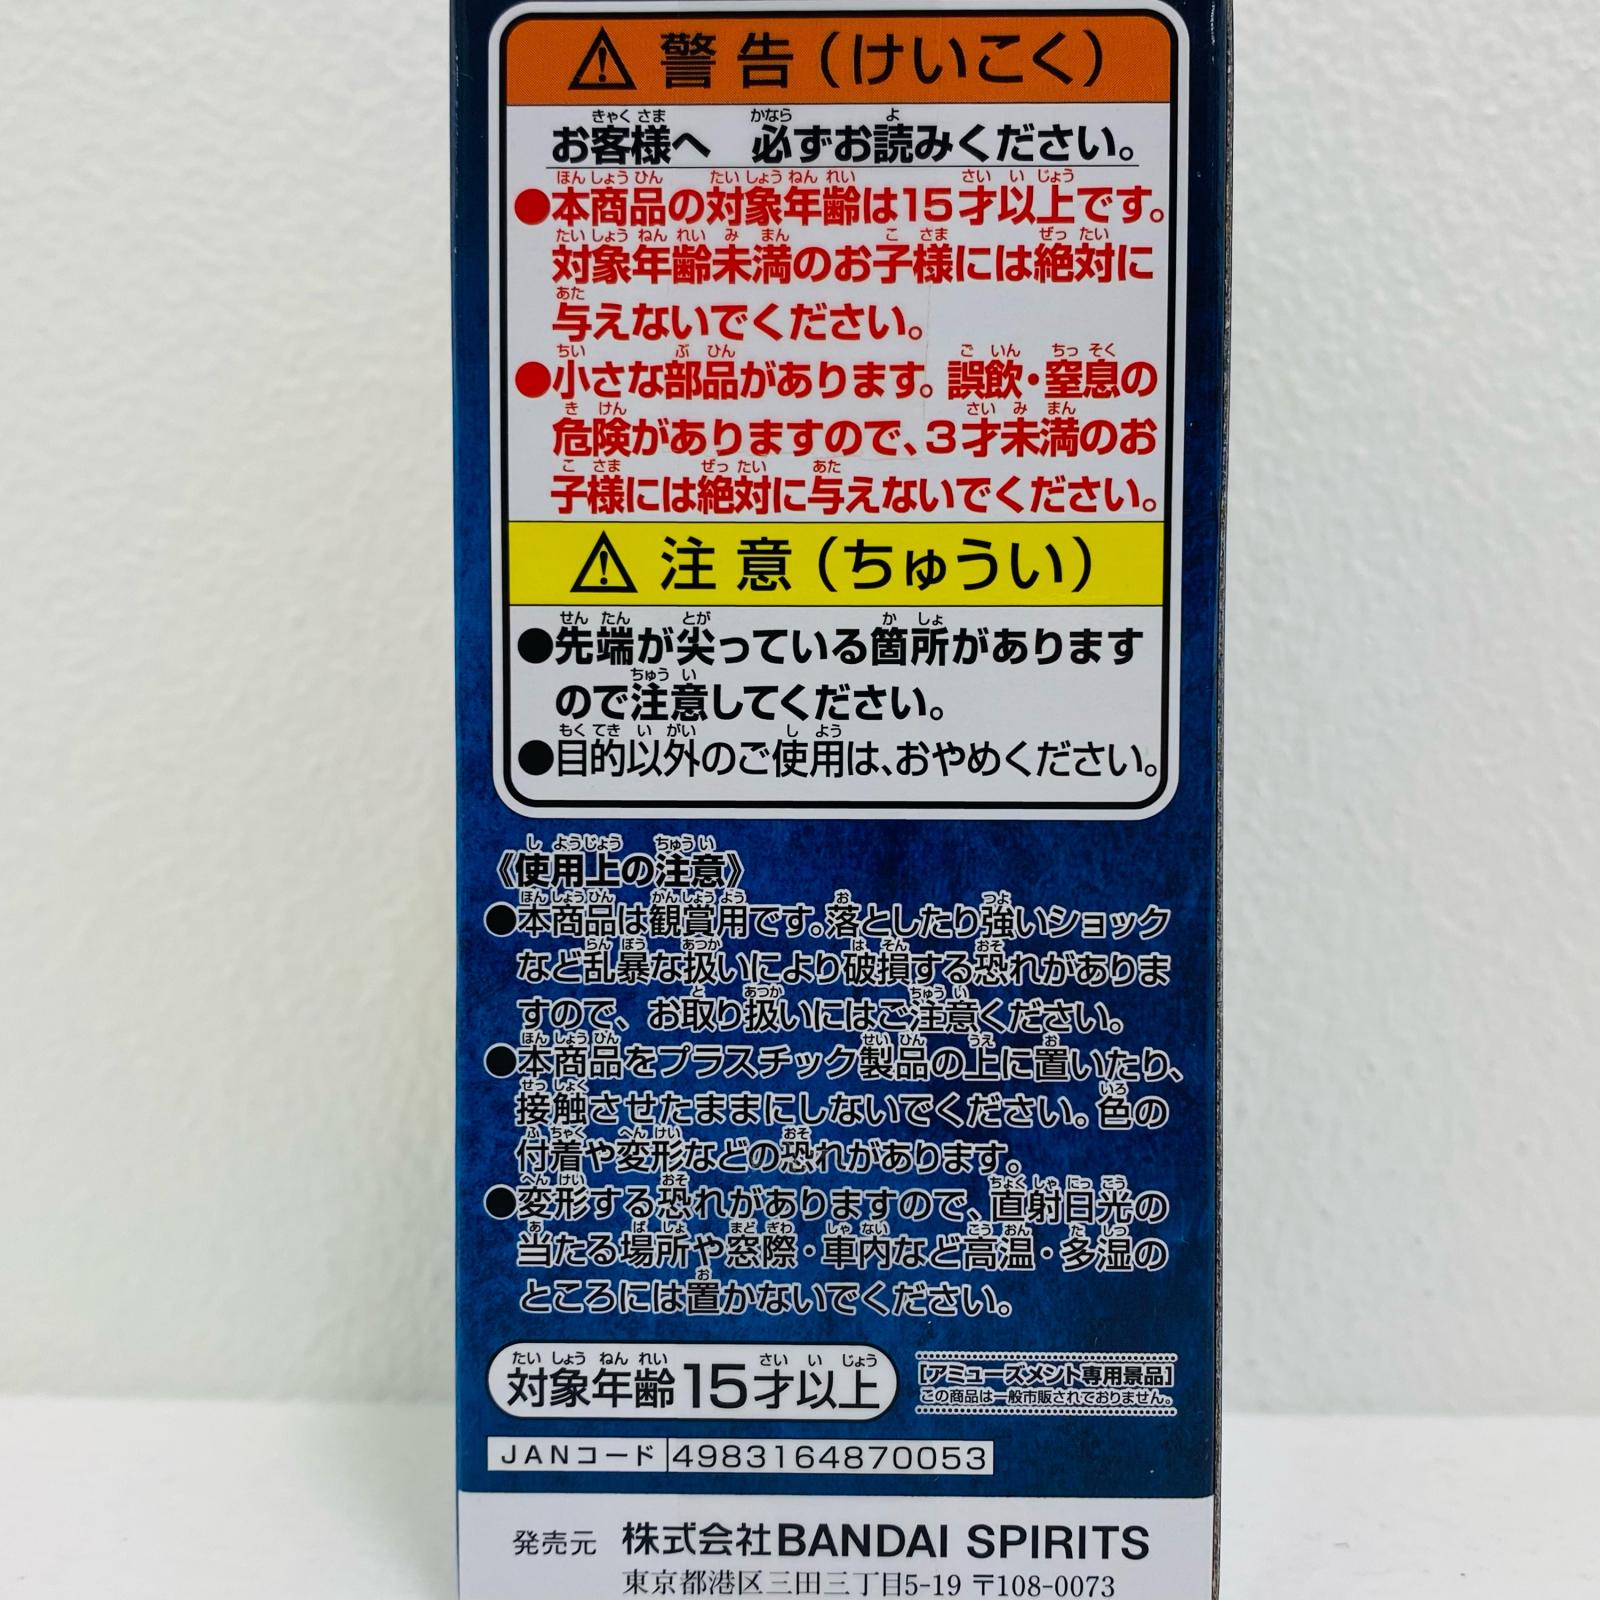 ⚠ 警告(けいこく)
お客様へ 必ずお読みください。
●本商品の対象年齢は15才以上です。
対象年齢未満のお子様には絶対に
与えないでください。
●小さな部品があります。誤飲・窒息の
危険がありますので、3才未満のお
子様には絶対に与えないでください。
⚠ 注意(ちゅうい)
●先端が尖っている箇所があります
ので注意してください。
●目的以外のご使用は、おやめください。
《使用上の注意》
●本商品は観賞用です。落としたり強いショック
など乱暴な扱いにより破損する恐れがありま
すので、お取り扱いにはご注意ください。
●本商品をプラスチック製品の上に置いたり、
接触させたままにしないでください。色の
付着や変形などの恐れがあります。
●変形する恐れがありますので、直射日光の
当たる場所や窓際・車内など高温・多湿の
ところには置かないでください。
対象年齢15才以上
[アミューズメント専用景品]
この商品は一般市販されておりません。
JANコード 4983164870053
発売元 株式会社BANDAI SPIRITS
東京都港区三田三丁目5-19 〒108-0073